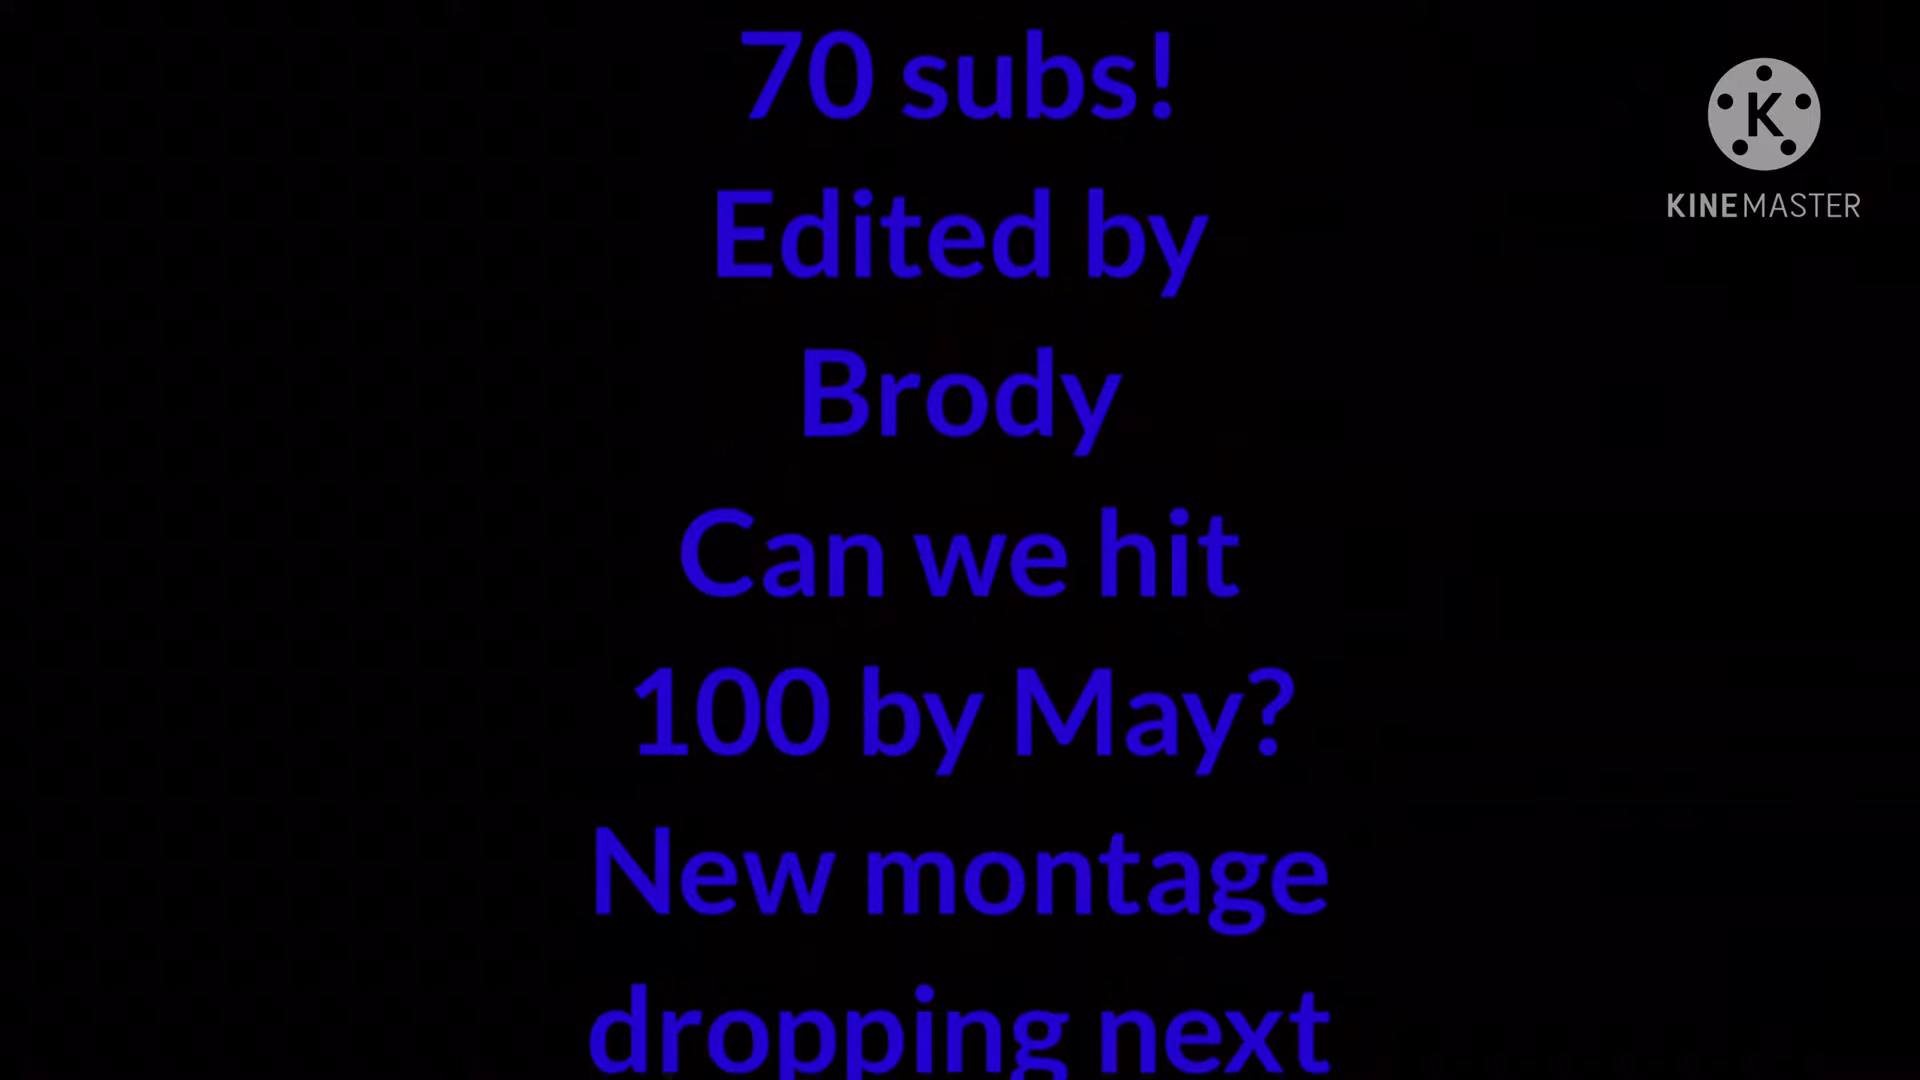 70 subs!
Edited by
Brody
Can we hit
100 by May?
New montage
dropping next
K
KINEMASTER